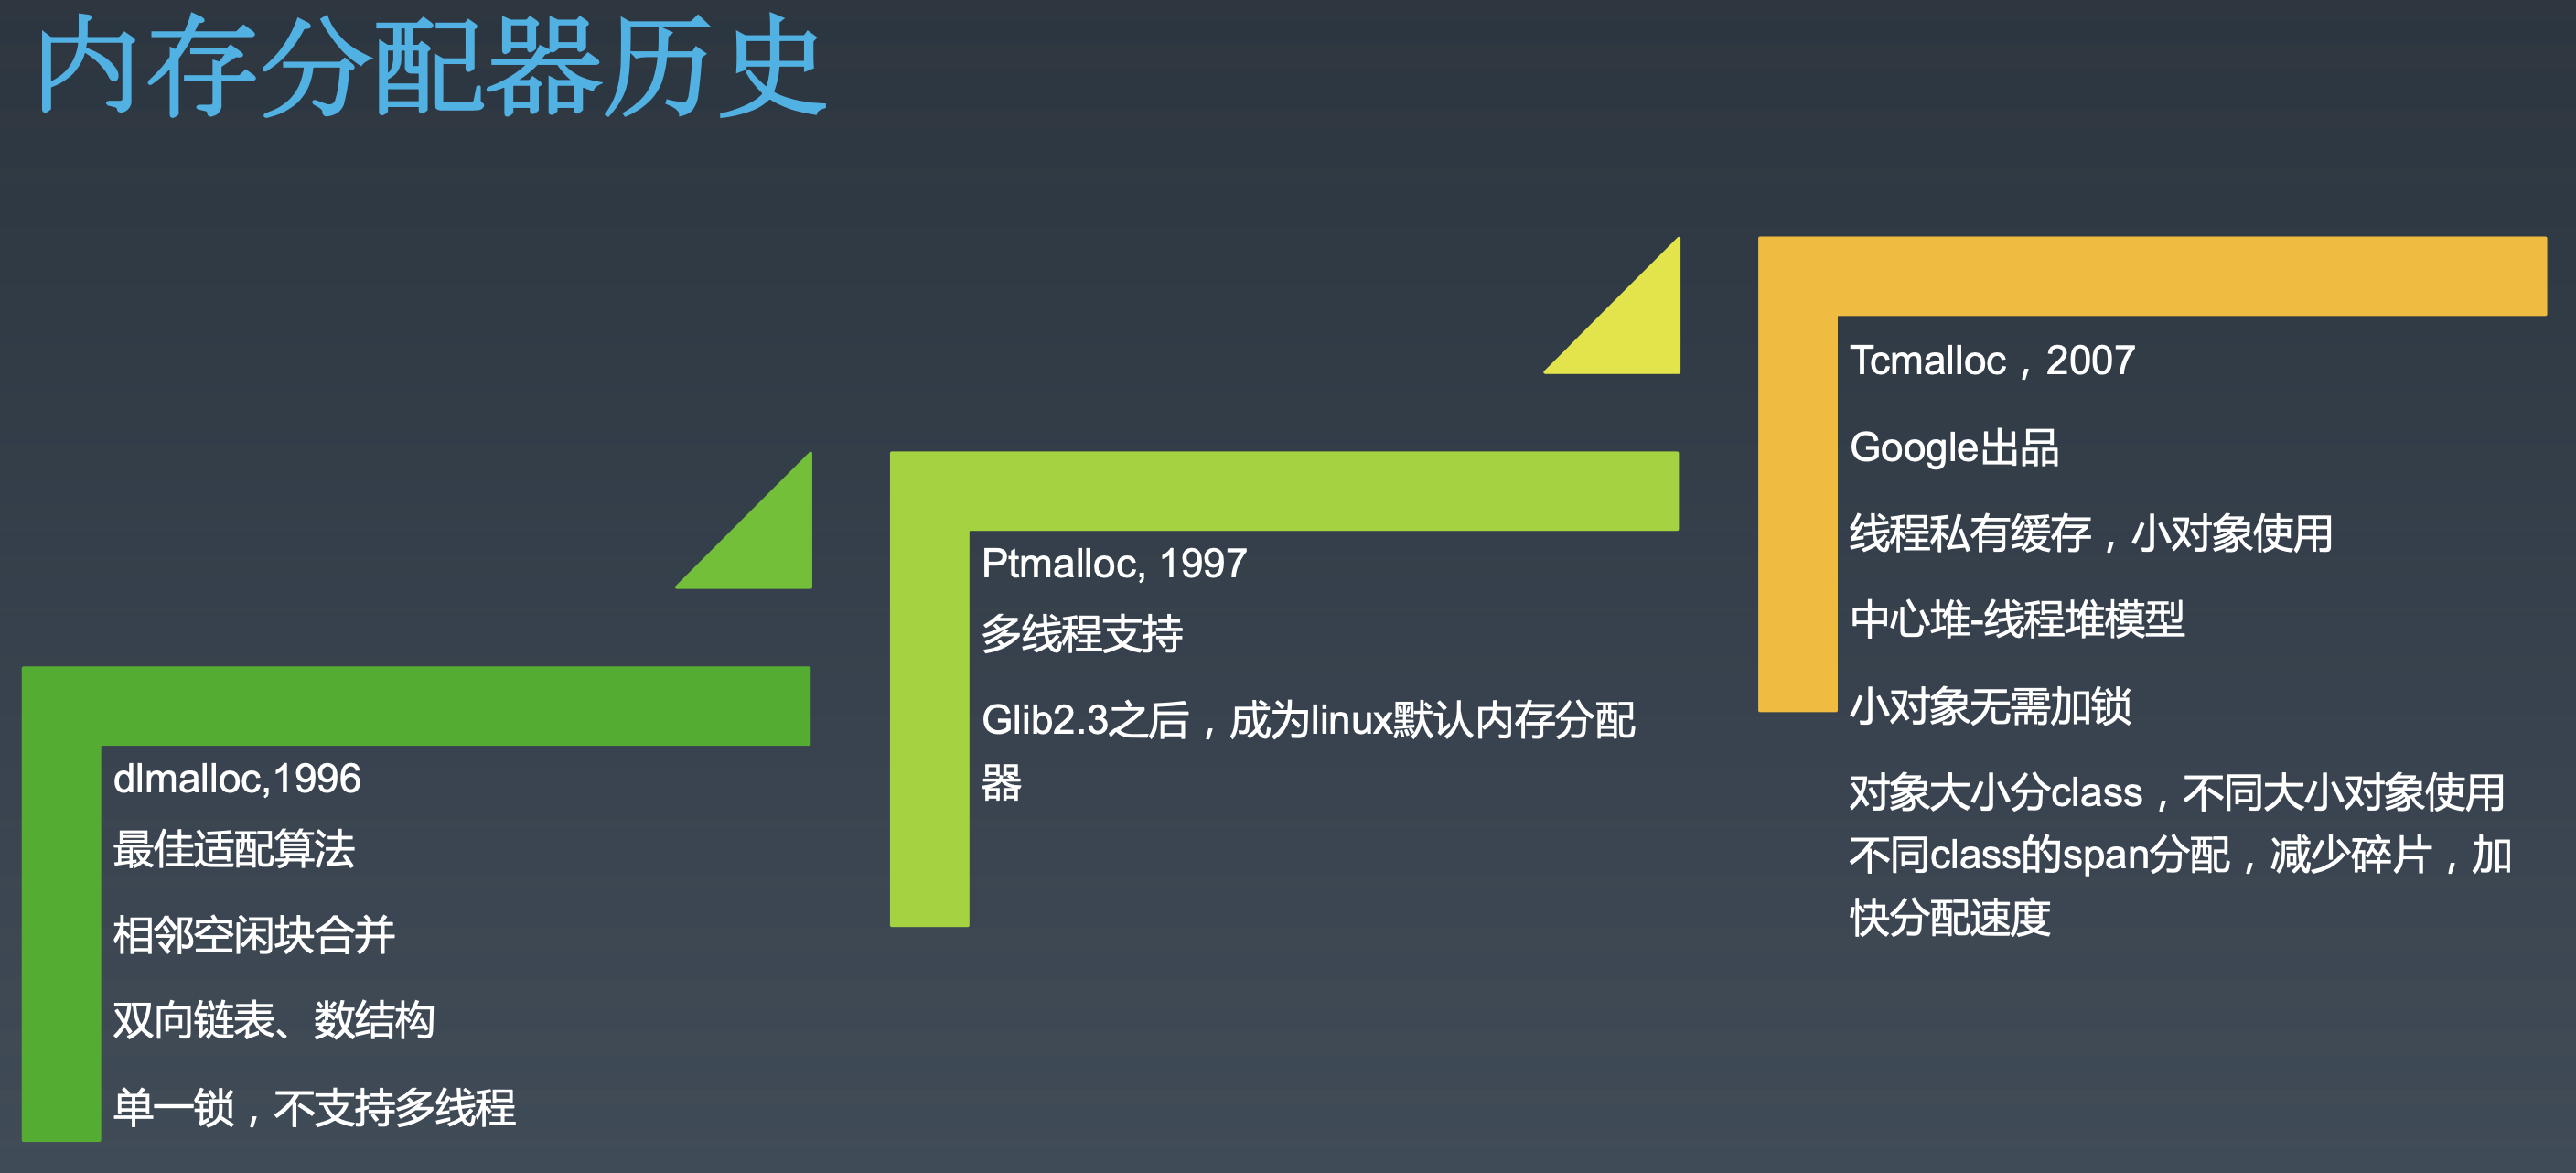 内存分配器历史
dlmalloc,1996
最佳适配算法
相邻空闲块合并
双向链表、数结构
单一锁，不支持多线程
Ptmalloc, 1997
多线程支持
Glib2.3之后，成为linux默认内存分配
器
Tcmalloc，2007
Google出品
线程私有缓存，小对象使用
中心堆-线程堆模型
小对象无需加锁
对象大小分class，不同大小对象使用
不同class的span分配，减少碎片，加
快分配速度